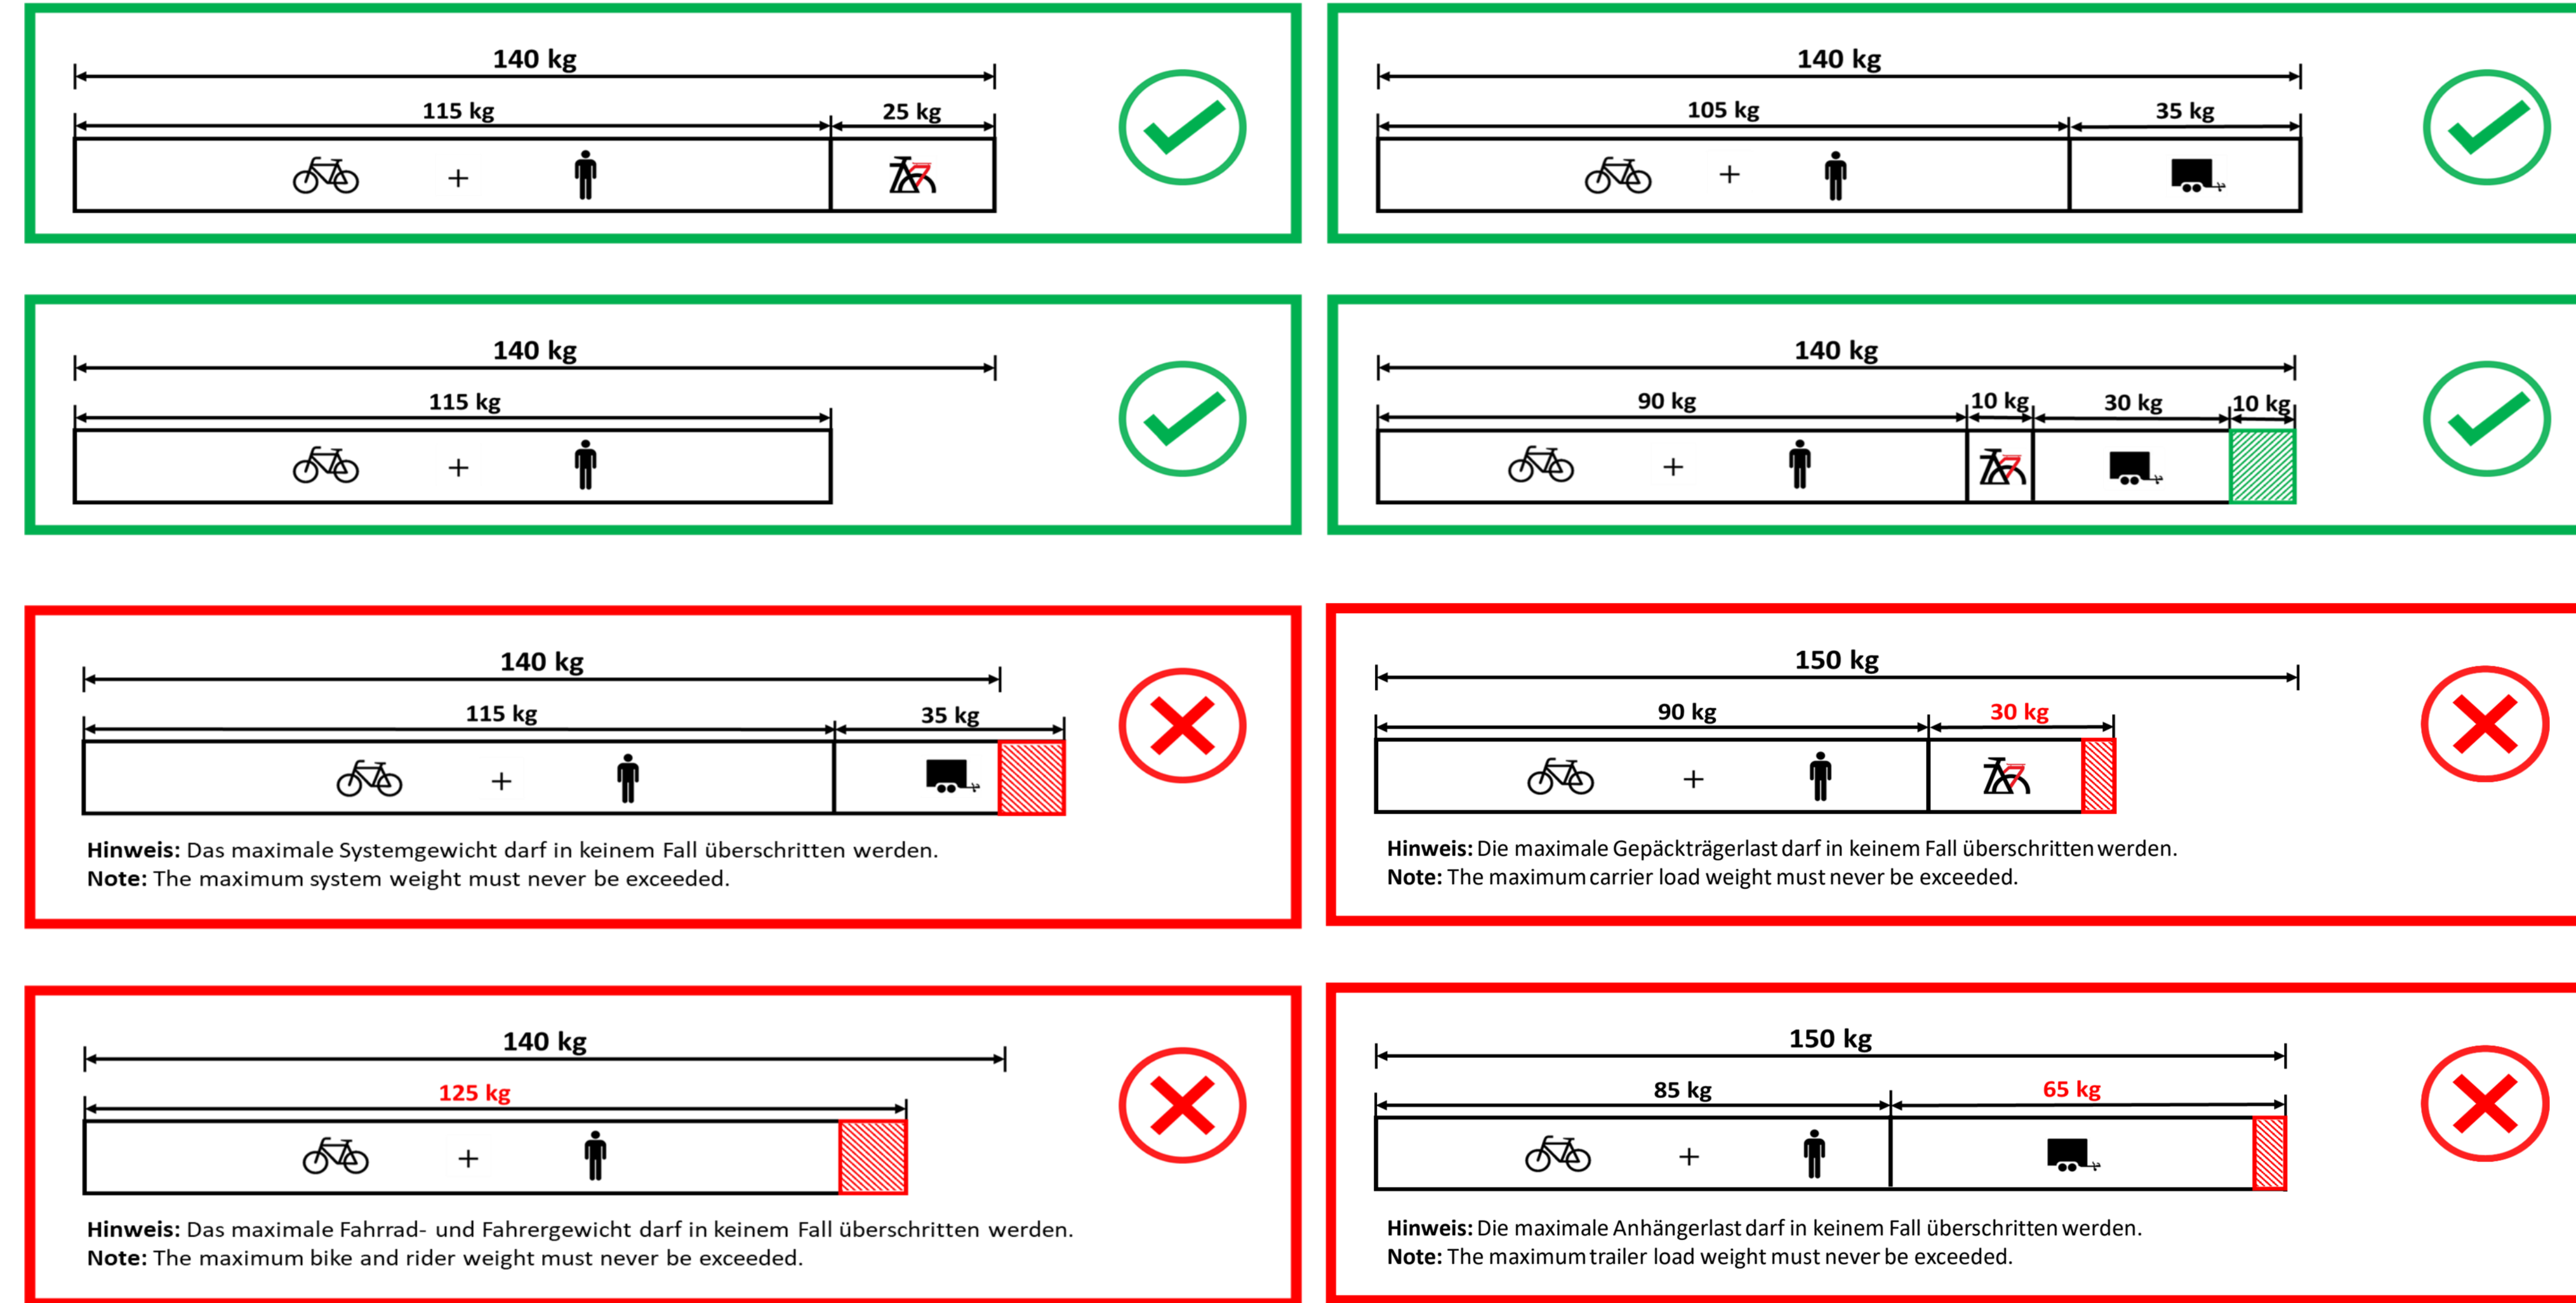 140 kg
115 kg
25 kg
+
140 kg
105 kg
35 kg
+
140 kg
115 kg
+
140 kg
90 kg
10 kg
30 kg
10 kg
+
140 kg
115 kg
35 kg
+
Hinweis: Das maximale Systemgewicht darf in keinem Fall überschritten werden.
Note: The maximum system weight must never be exceeded.
150 kg
90 kg
30 kg
+
Hinweis: Die maximale Gepäckträgerlast darf in keinem Fall überschritten werden.
Note: The maximum carrier load weight must never be exceeded.
140 kg
125 kg
+
Hinweis: Das maximale Fahrrad- und Fahrergewicht darf in keinem Fall überschritten werden.
Note: The maximum bike and rider weight must never be exceeded.
150 kg
85 kg
65 kg
+
Hinweis: Die maximale Anhängerlast darf in keinem Fall überschritten werden.
Note: The maximum trailer load weight must never be exceeded.